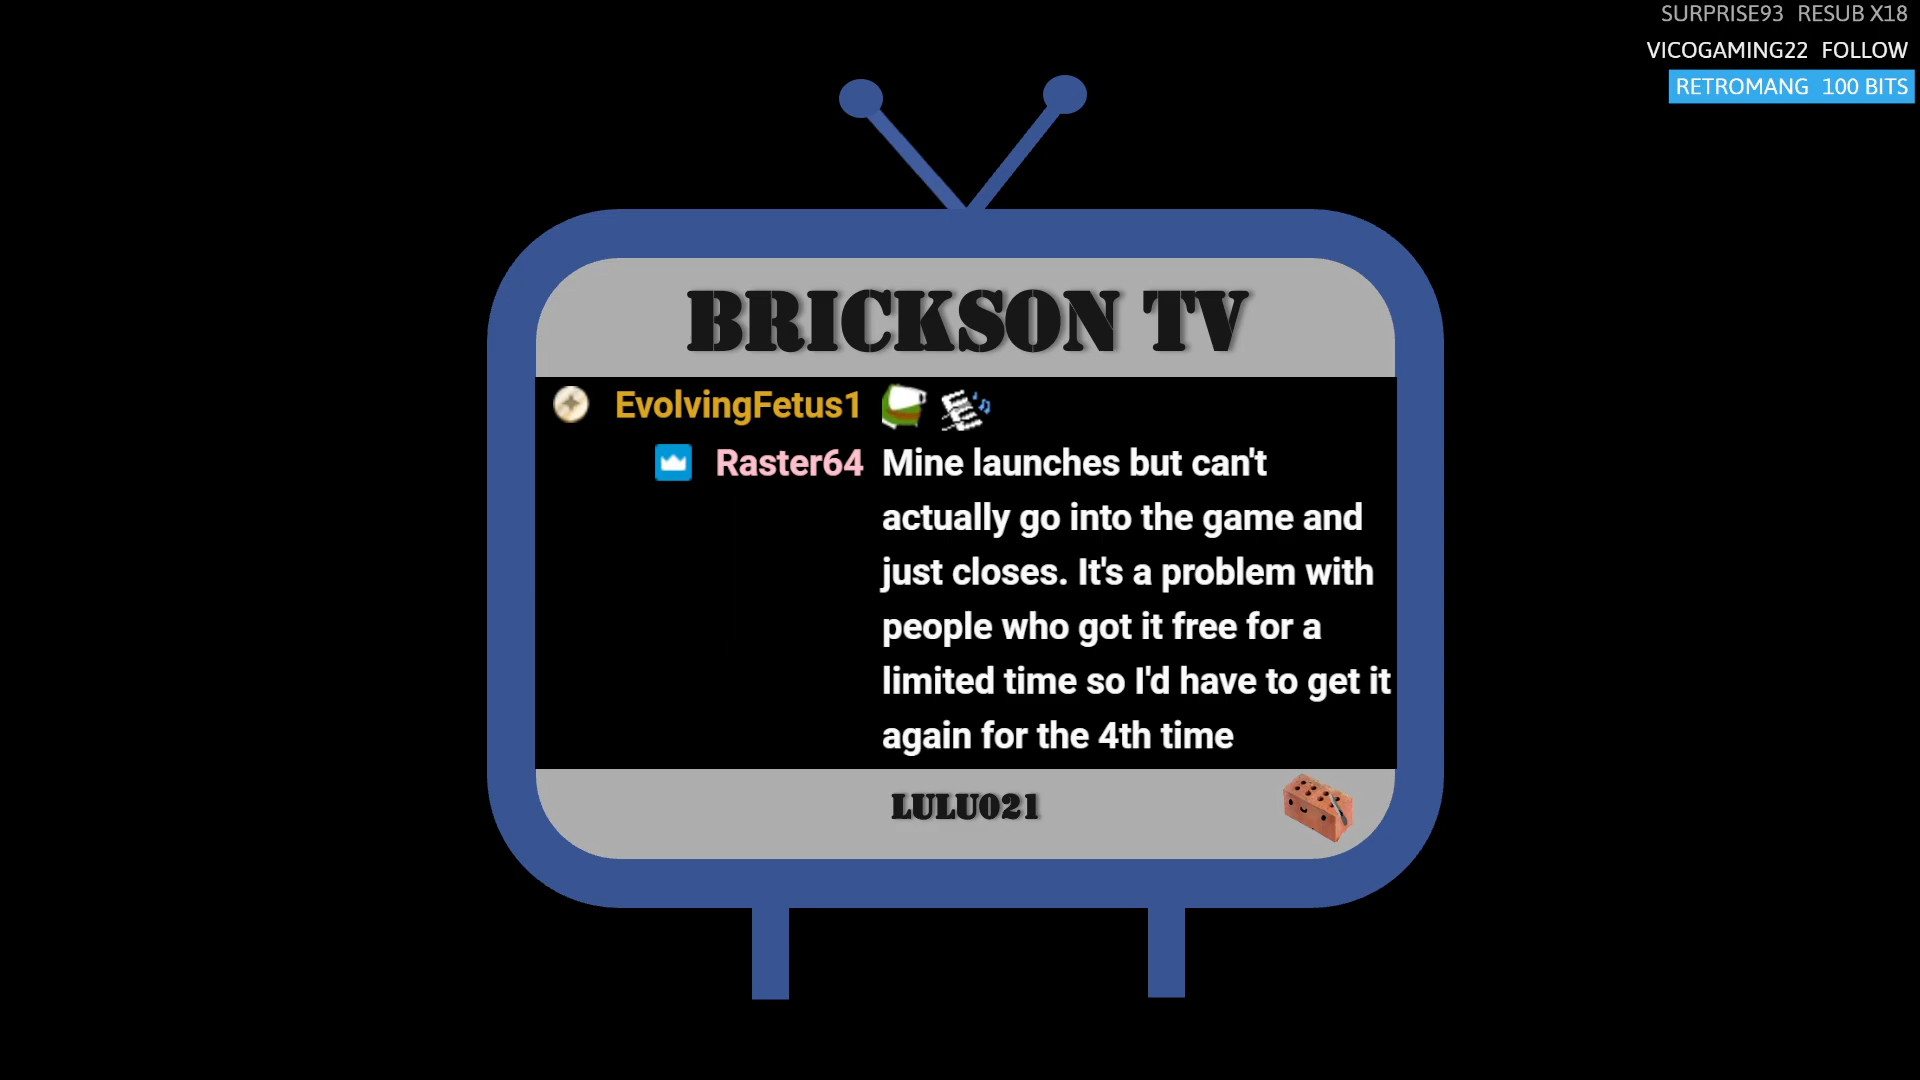 SURPRISE93 RESUB X18
VICOGAMING22 FOLLOW
RETROMANG 100 BITS
BRICKSON TV
EvolvingFetus1
Raster64 Mine launches but can't
actually go into the game and
just closes. It's a problem with
people who got it free for a
limited time so I'd have to get it
again for the 4th time
LULU021